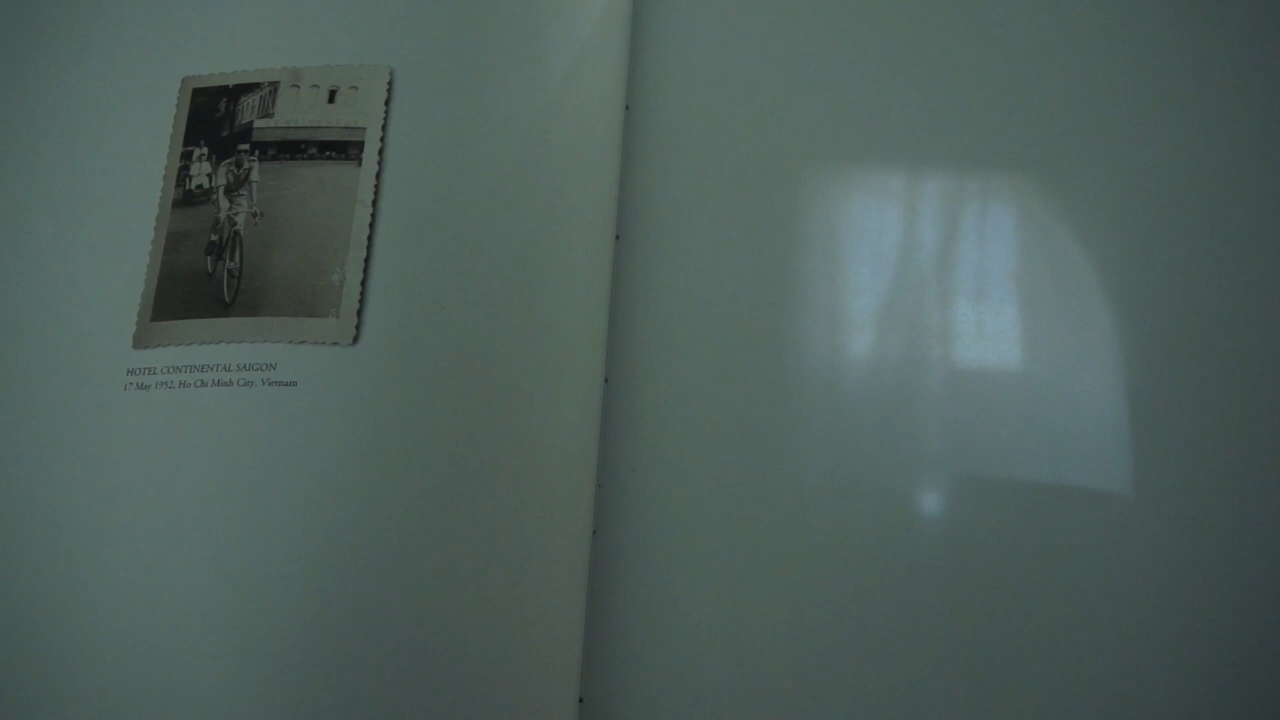 HOTEL CONTINENTAL SAIGON
17 May 1952, Ho Chi Minh City, Vietnam